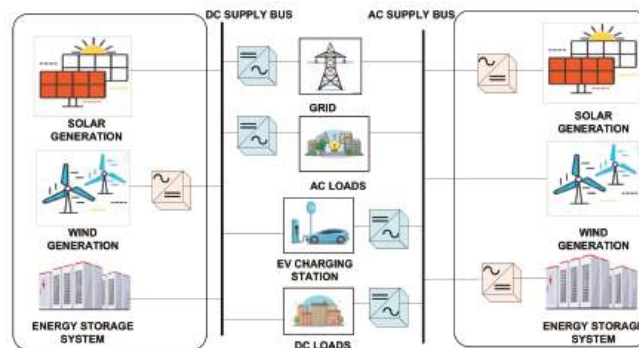 DC SUPPLY BUS
AC SUPPLY BUS
SOLAR
GENERATION
WIND
GENERATION
ENERGY STORAGE
SYSTEM
GRID
AC LOADS
EV CHARGING
STATION
DC LOADS
SOLAR
GENERATION
WIND
GENERATION
ENERGY STORAGE
SYSTEM